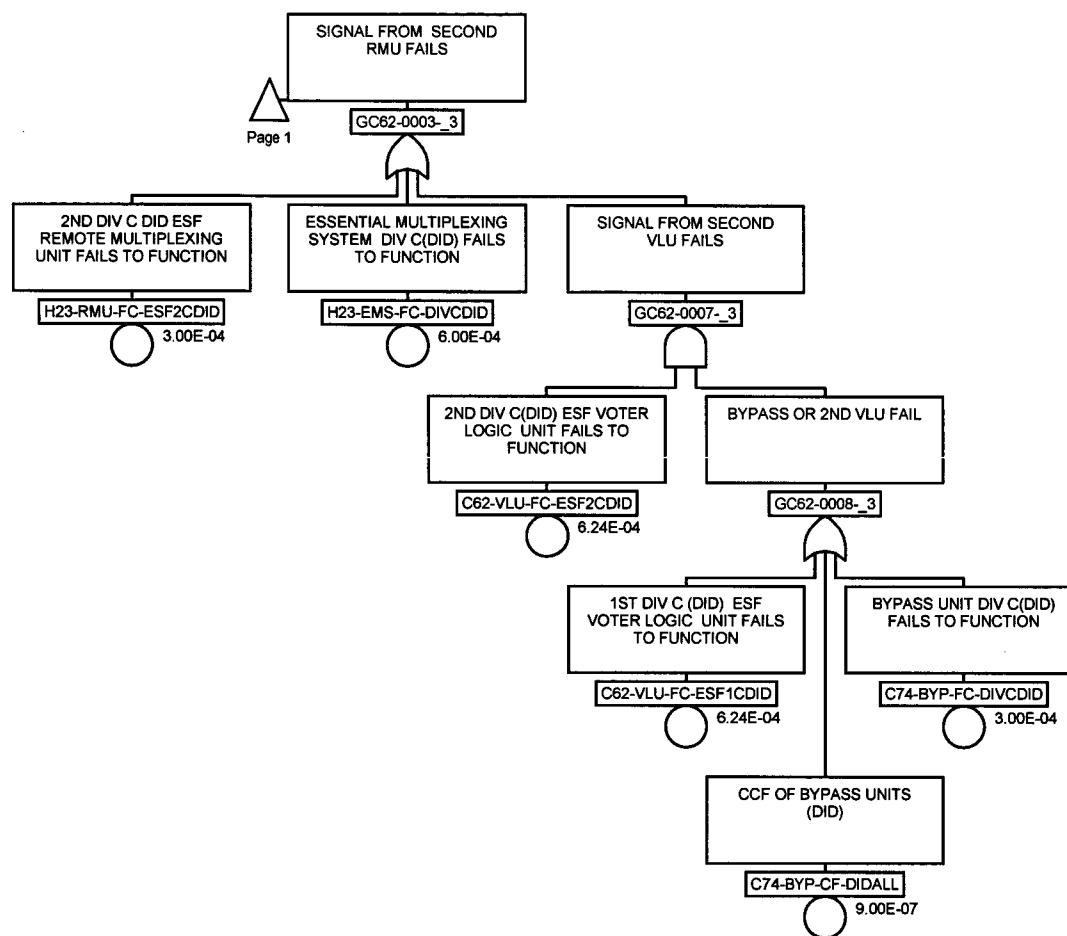 SIGNAL FROM SECOND
RMU FAILS
Page 1
GC62-0003-_3
2ND DIV C DID ESF
REMOTE MULTIPLEXING
UNIT FAILS TO FUNCTION
H23-RMU-FC-ESF2CDID
3.00E-04
ESSENTIAL MULTIPLEXING
SYSTEM DIV C(DID) FAILS
TO FUNCTION
H23-EMS-FC-DIVCDID
6.00E-04
SIGNAL FROM SECOND
VLU FAILS
GC62-0007-_3
2ND DIV C(DID) ESF VOTER
LOGIC UNIT FAILS TO
FUNCTION
C62-VLU-FC-ESF2CDID
6.24E-04
BYPASS OR 2ND VLU FAIL
GC62-0008-_3
1ST DIV C (DID) ESF
VOTER LOGIC UNIT FAILS
TO FUNCTION
C62-VLU-FC-ESF1CDID
6.24E-04
BYPASS UNIT DIV C(DID)
FAILS TO FUNCTION
C74-BYP-FC-DIVCDID
3.00E-04
CCF OF BYPASS UNITS
(DID)
C74-BYP-CF-DIDALL
9.00E-07